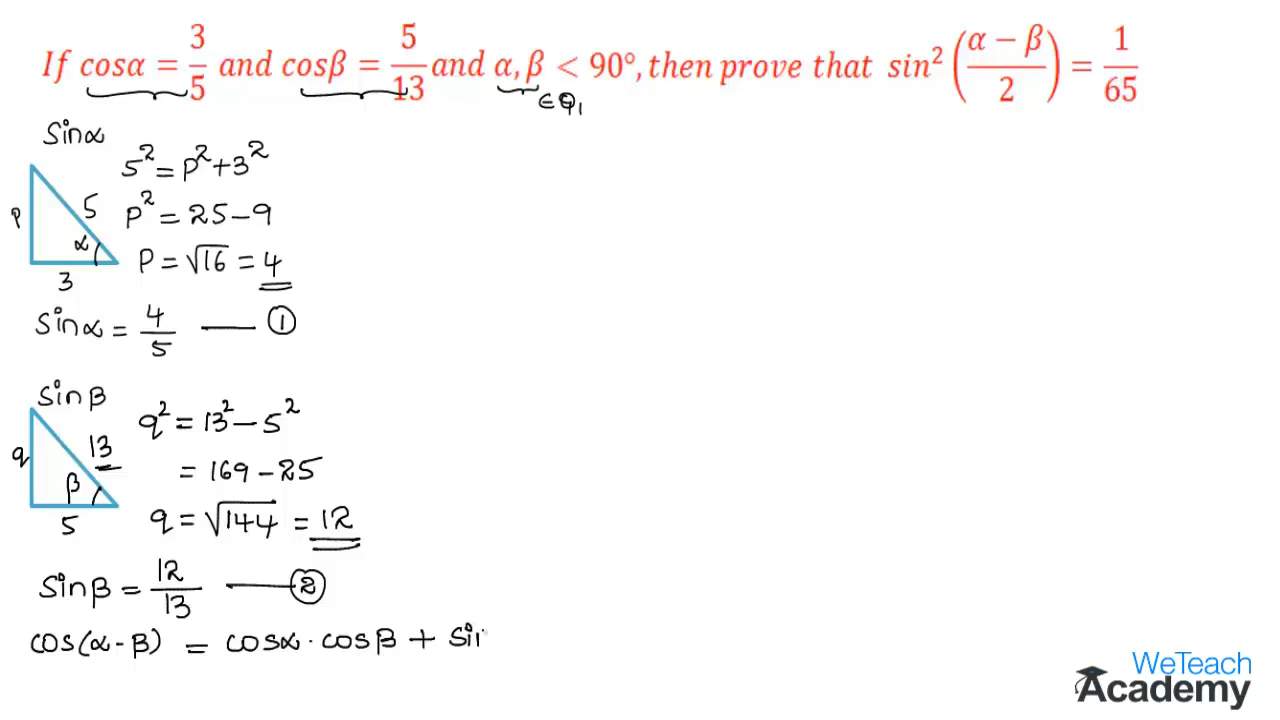 If cosα = 3/5 and cosβ = 5/13 and α, β < 90°, then prove that sin² ((α − β)/2) = 1/65
∈ Q₁
Sinα
5² = P² + 3²
P
5
α
3
P² = 25 − 9
P = √16 = 4
Sinα = 4/5 —— ①
Sinβ
q
13
β
5
q² = 13² − 5²
= 169 − 25
q = √144 = 12
Sinβ = 12/13 —— ②
cos(α - β) = cosα · cosβ + Sin
WeTeach
Academy